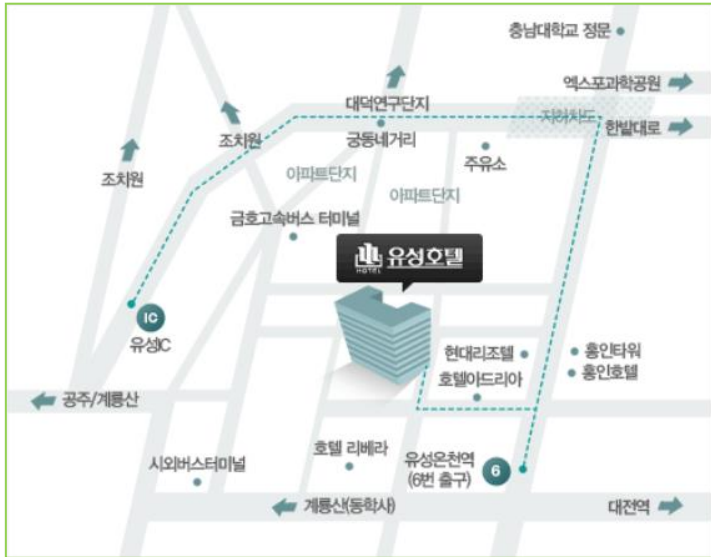 충남대학교 정문
엑스포과학공원
대덕연구단지
지하차도
한밭대로
조치원
궁동네거리
주유소
조치원
아파트단지
아파트단지
금호고속버스 터미널
HOTEL
유성호텔
IC
유성IC
현대리조텔
홍인타워
호텔아드리아
홍인호텔
공주/계룡산
호텔 리베라
시외버스터미널
유성온천역
(6번 출구)
6
계룡산(동학사)
대전역